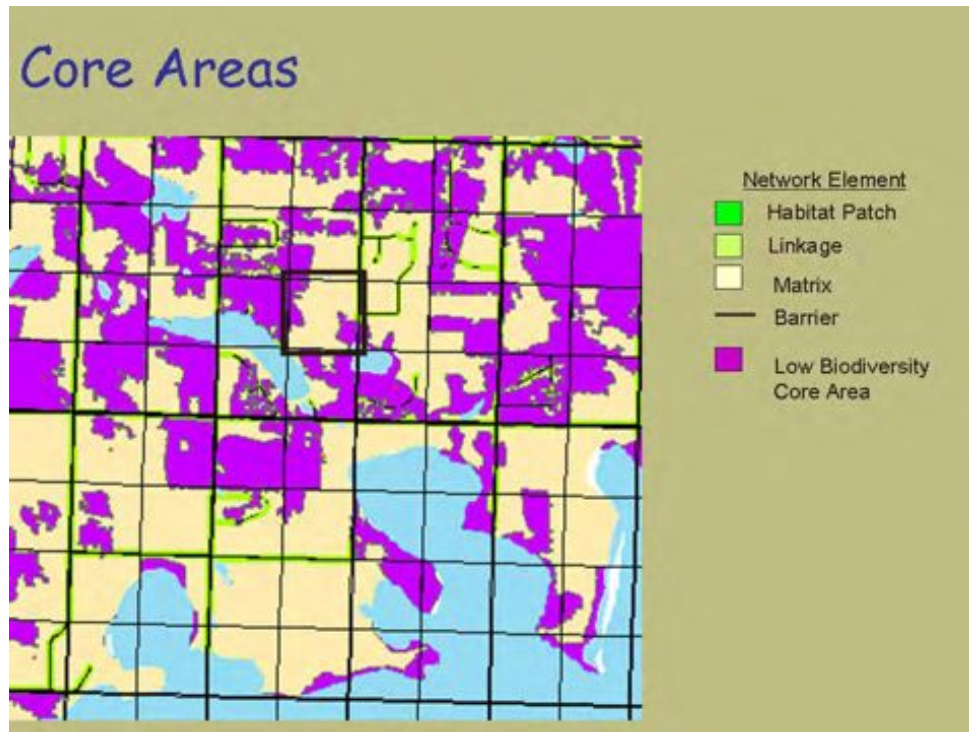 Core Areas
Network Element
Habitat Patch
Linkage
Matrix
Barrier
Low Biodiversity
Core Area